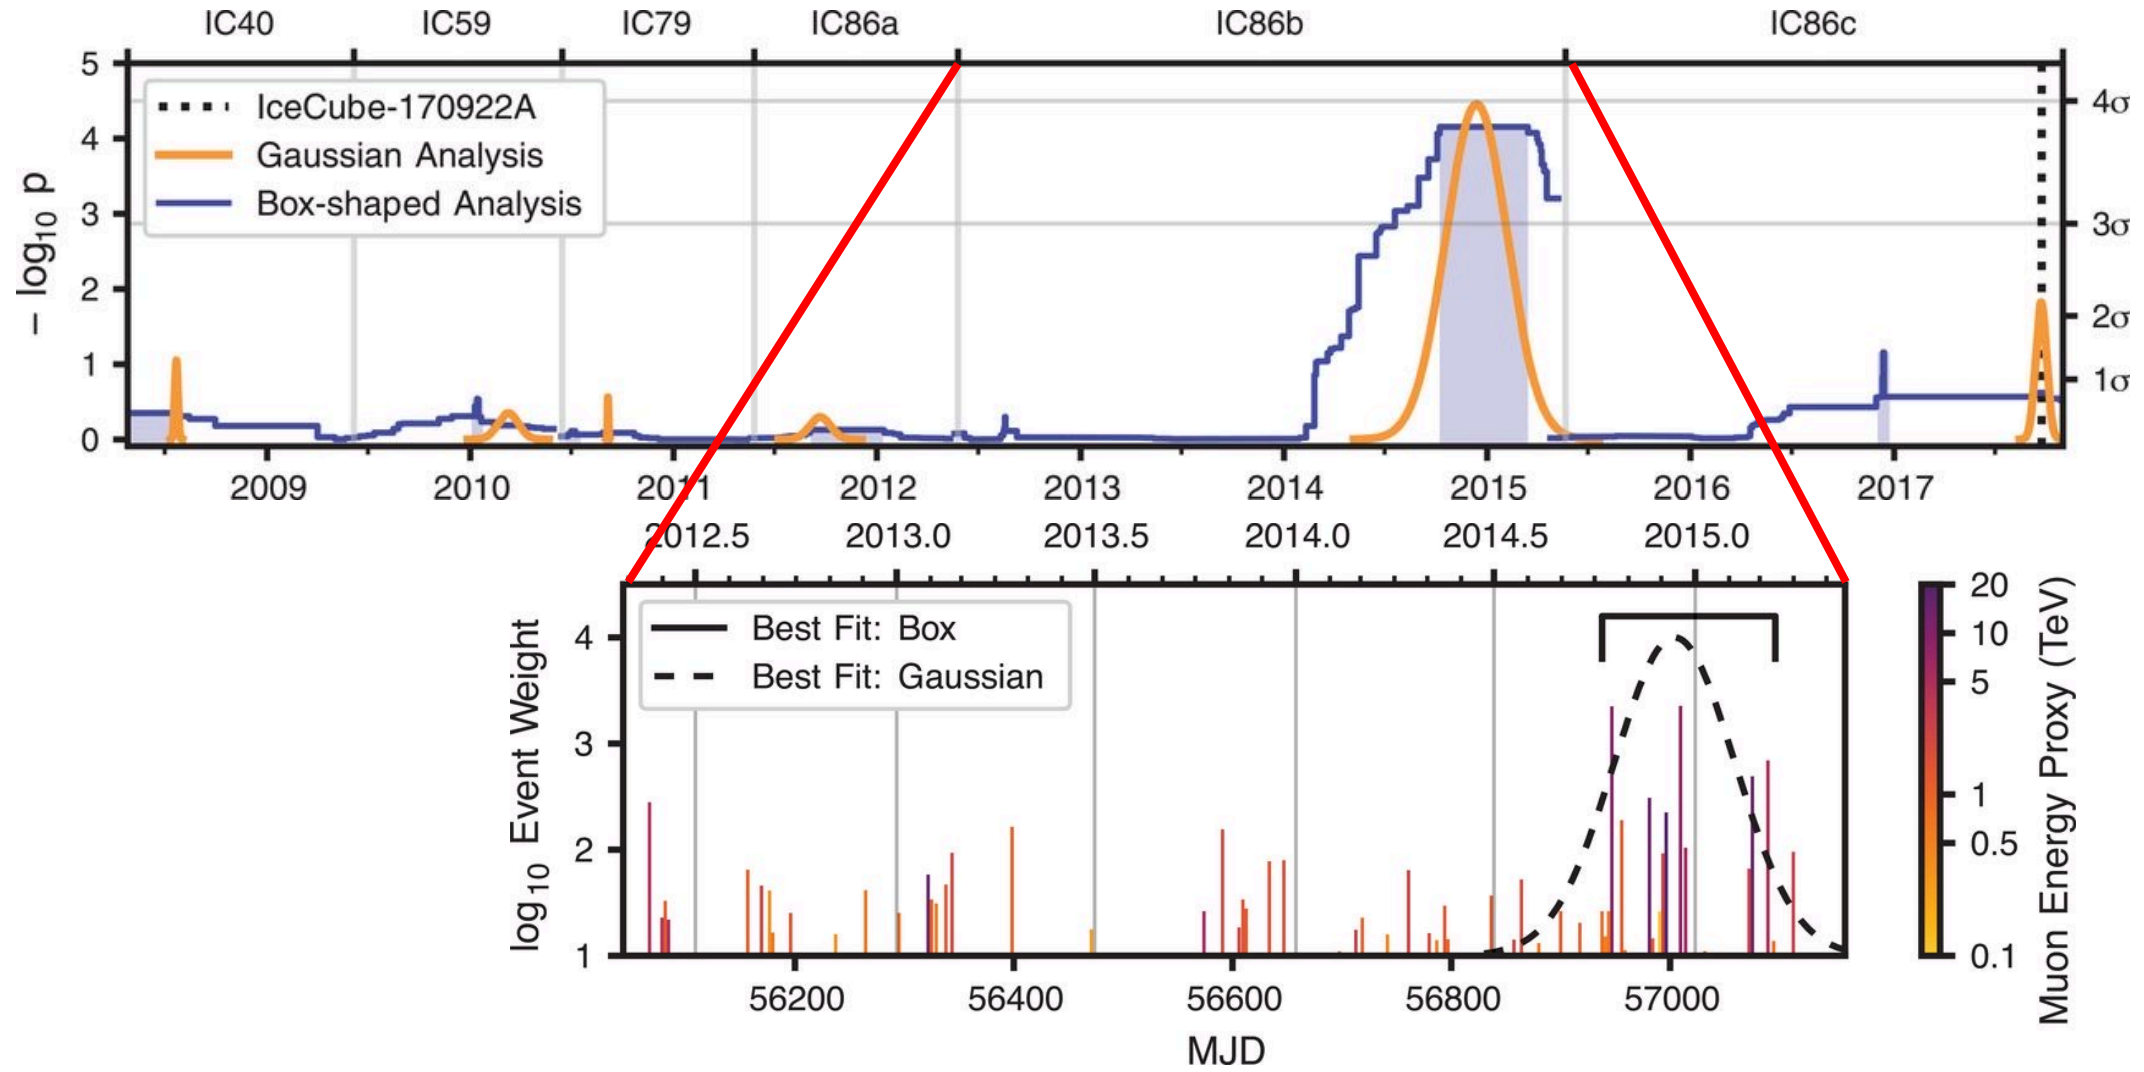 IC40 IC59 IC79 IC86a IC86b IC86c
5
4
3
2
1
0
− log10 p
IceCube-170922A
Gaussian Analysis
Box-shaped Analysis
4σ
3σ
2σ
1σ
2009 2010 2011 2012 2013 2014 2015 2016 2017
2012.5 2013.0 2013.5 2014.0 2014.5 2015.0
log10 Event Weight
4
3
2
1
Best Fit: Box
Best Fit: Gaussian
56200 56400 56600 56800 57000
MJD
20
10
5
1
0.5
0.1
Muon Energy Proxy (TeV)